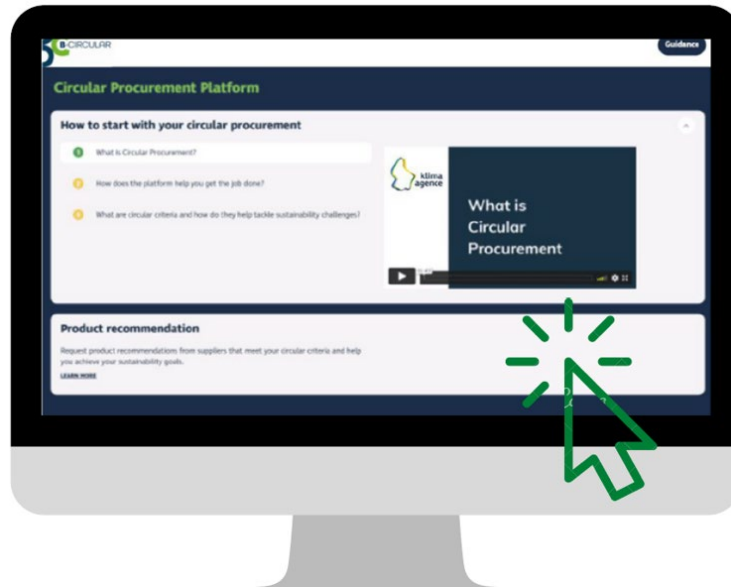 B-CIRCULAR
Guidance
Circular Procurement Platform
How to start with your circular procurement
What Is Circular Procurement?
How does the platform help you get the job done?
What are circular criteria and how do they help tackle sustainability challenges?
klima
agence
What is
Circular
Procurement
Product recommendation
Request product recommendations from suppliers that meet your circular criteria and help
you achieve your sustainability goals.
LEARN MORE